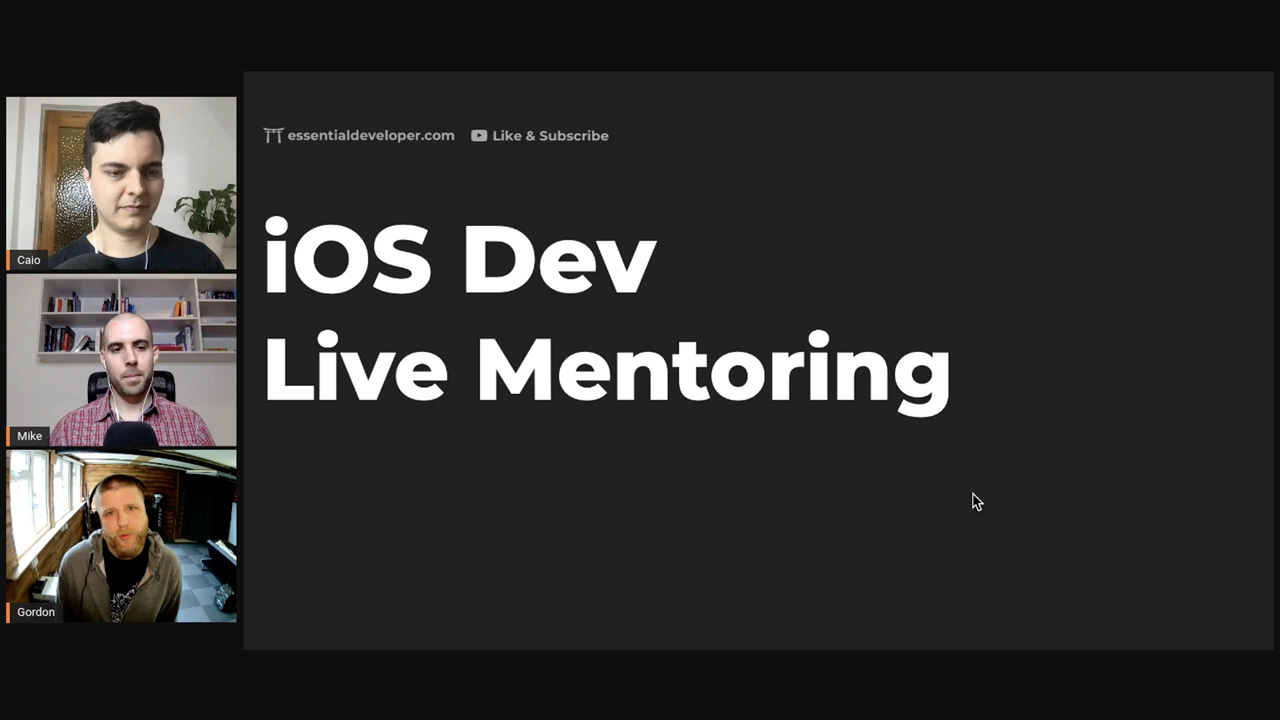 essentialdeveloper.com Like & Subscribe
iOS Dev
Live Mentoring
Caio
Mike
Gordon